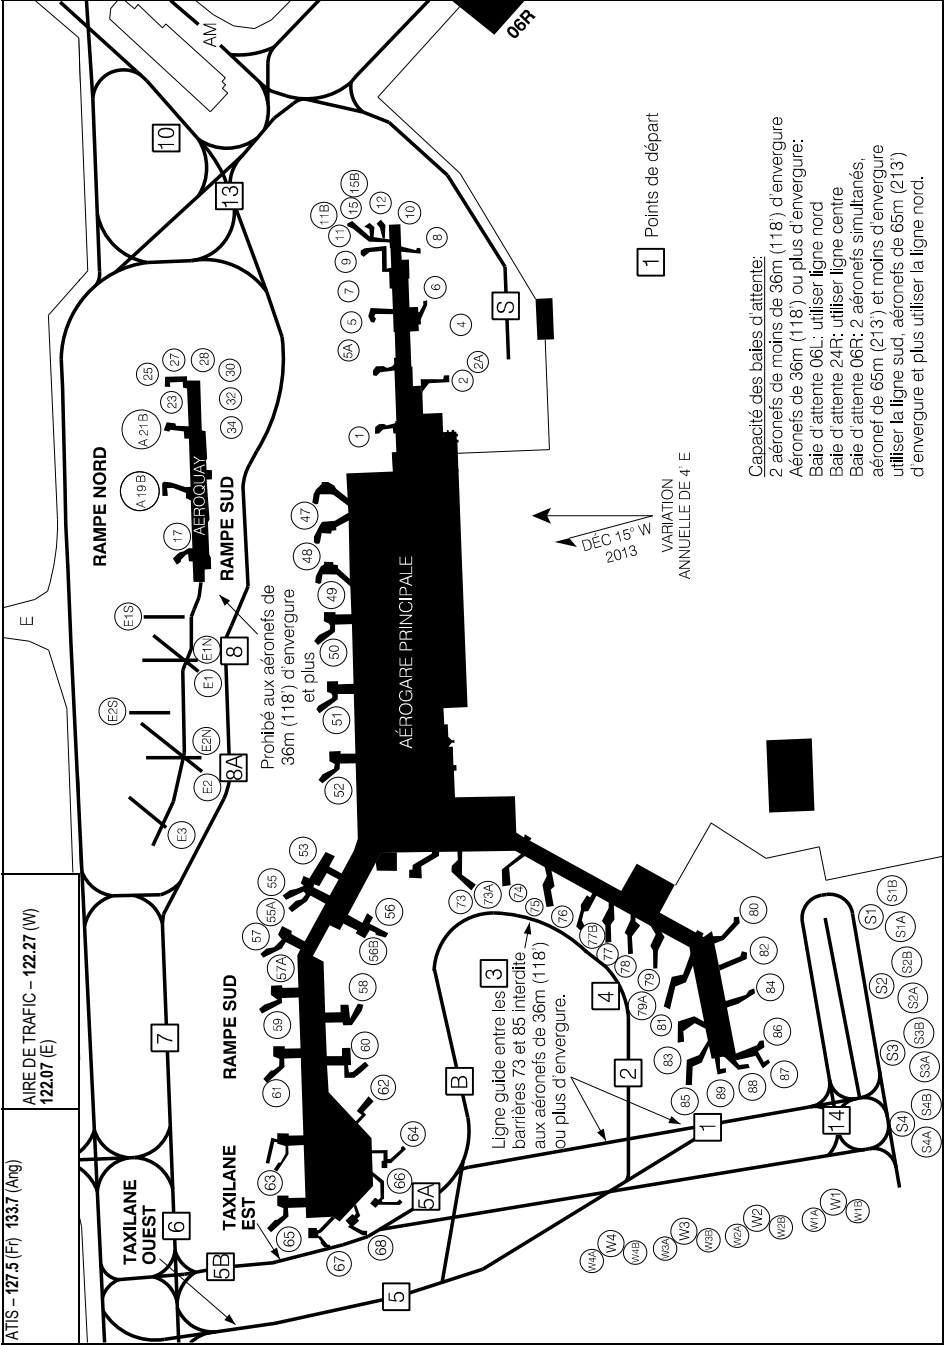 ATIS – 127.5 (Fr) 133.7 (Ang)
AIRE DE TRAFIC – 122.27 (W)
122.07 (E)
E
AM
06R
10
13
RAMPE NORD
25
27
28
30
A 21B
23
32
34
A19B
17
AEROQUAY
RAMPE SUD
E1S
E1N
E1
8
E2S
E2N
E2
8A
E3
Prohibé aux aéronefs de
36m (118') d'envergure
et plus
11B
15
15B
11
12
10
9
8
7
6
5
4
5A
2A
2
1
S
47
48
49
50
51
52
AÉROGARE PRINCIPALE
1 Points de départ
DÉC 15° W
2013
VARIATION
ANNUELLE DE 4' E
Capacité des baies d'attente:
2 aéronefs de moins de 36m (118') d'envergure
Aéronefs de 36m (118') ou plus d'envergure:
Baie d'attente 06L: utiliser ligne nord
Baie d'attente 24R: utiliser ligne centre
Baie d'attente 06R: 2 aéronefs simultanés,
aéronef de 65m (213') et moins d'envergure
utiliser la ligne sud, aéronefs de 65m (213')
d'envergure et plus utiliser la ligne nord.
7
6
TAXILANE
OUEST
5B
TAXILANE
EST
RAMPE SUD
53
55
55A
56
56B
57
57A
58
59
60
61
62
63
64
65
66
67
68
5A
5
B
3
4
2
1
14
Ligne guide entre les
barrières 73 et 85 interdite
aux aéronefs de 36m (118')
ou plus d'envergure.
73
73A
74
75
76
77B
77
78
79
79A
80
81
82
83
84
85
86
87
88
89
S1B
S1
S1A
S2B
S2
S2A
S3B
S3
S3A
S4B
S4
S4A
W1
W1A
W1B
W2
W2A
W2B
W3
W3A
W3B
W4
W4A
W4B